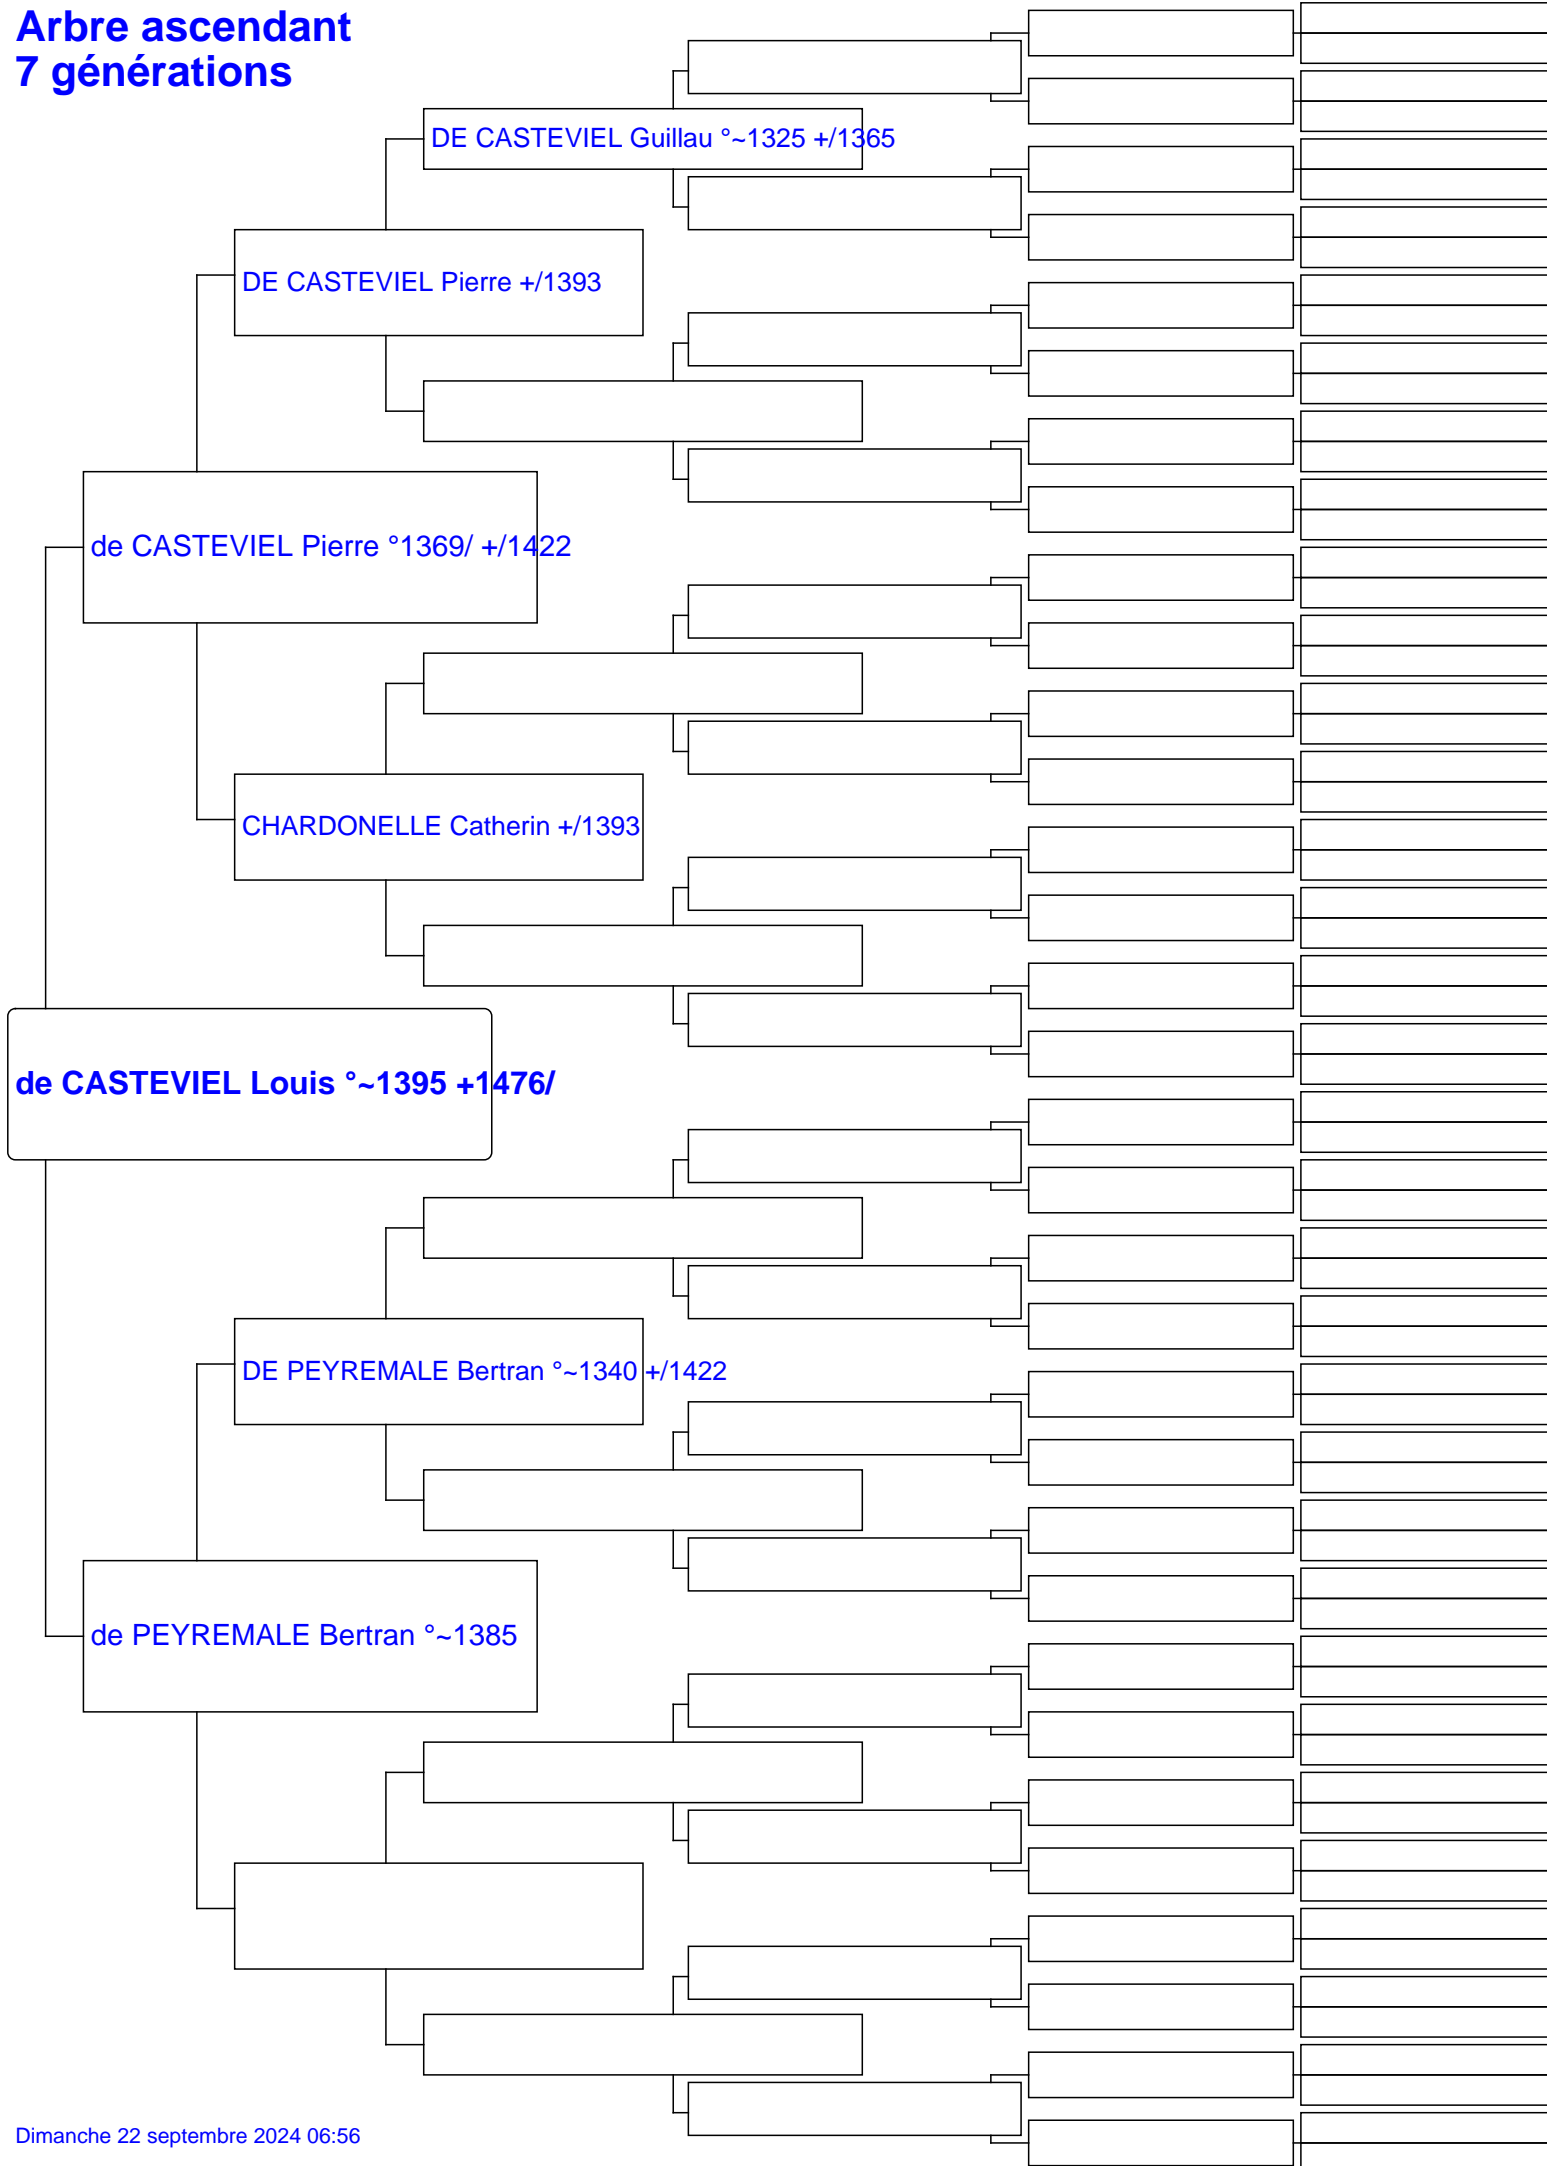 Arbre ascendant
7 générations
DE CASTEVIEL Guillau °~1325 +/1365
DE CASTEVIEL Pierre +/1393
de CASTEVIEL Pierre °1369/ +/1422
CHARDONELLE Catherin +/1393
de CASTEVIEL Louis °~1395 +1476/
DE PEYREMALE Bertran °~1340 +/1422
de PEYREMALE Bertran °~1385
Dimanche 22 septembre 2024 06:56